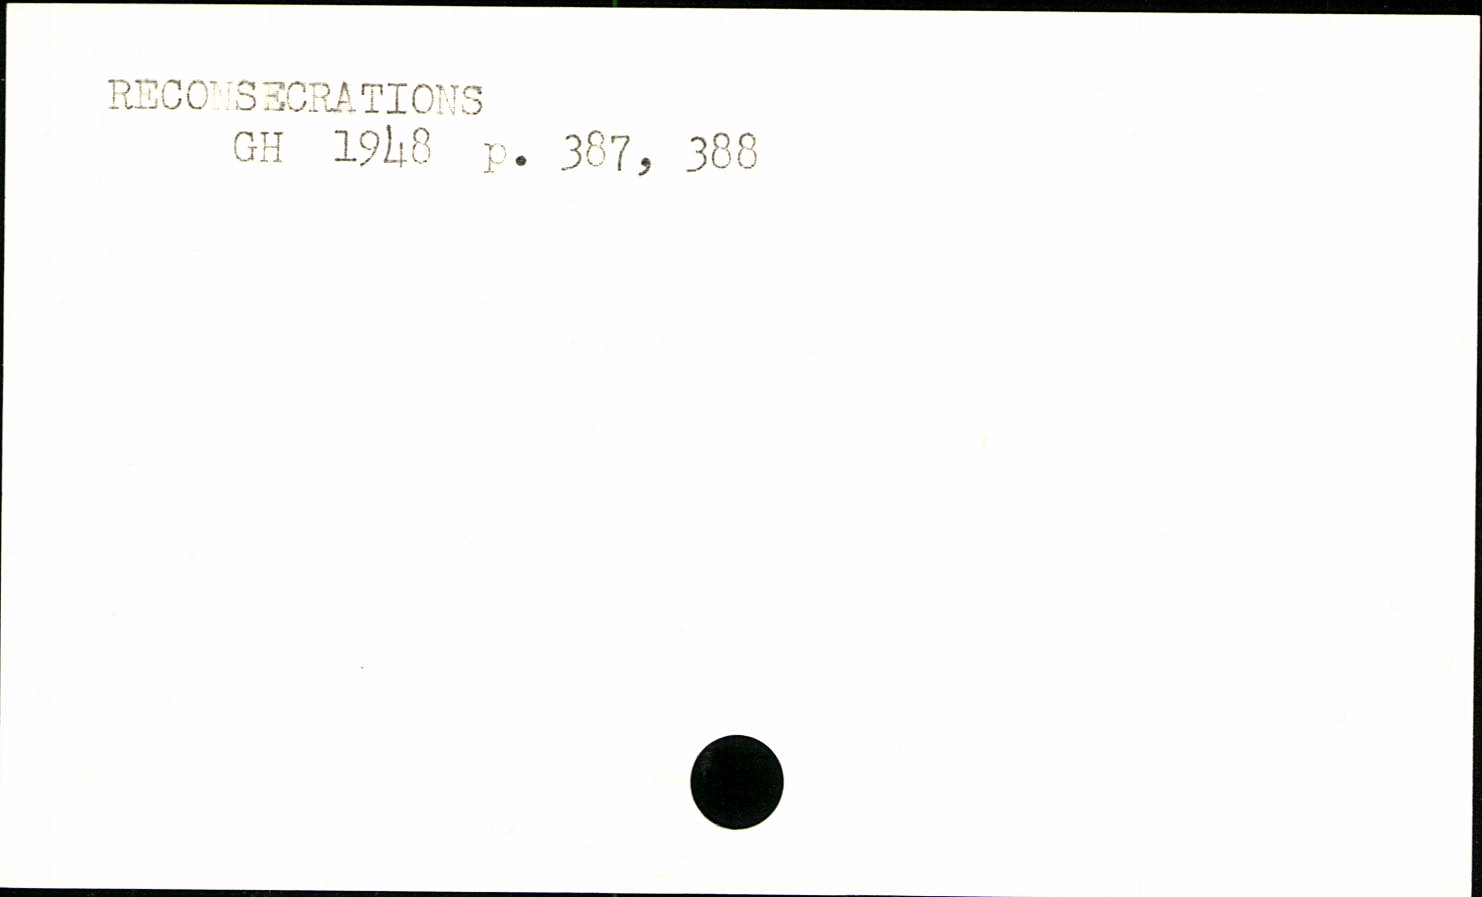 RECONSECRATIONS
GH 1948 p. 387, 388